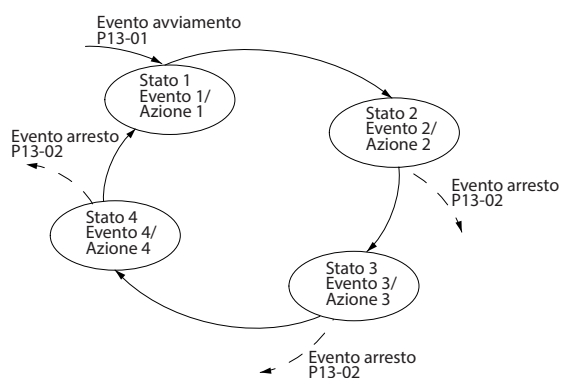 Evento avviamento
P13-01
Stato 1
Evento 1/
Azione 1
Stato 2
Evento 2/
Azione 2
Evento arresto
P13-02
Evento arresto
P13-02
Stato 4
Evento 4/
Azione 4
Stato 3
Evento 3/
Azione 3
Evento arresto
P13-02